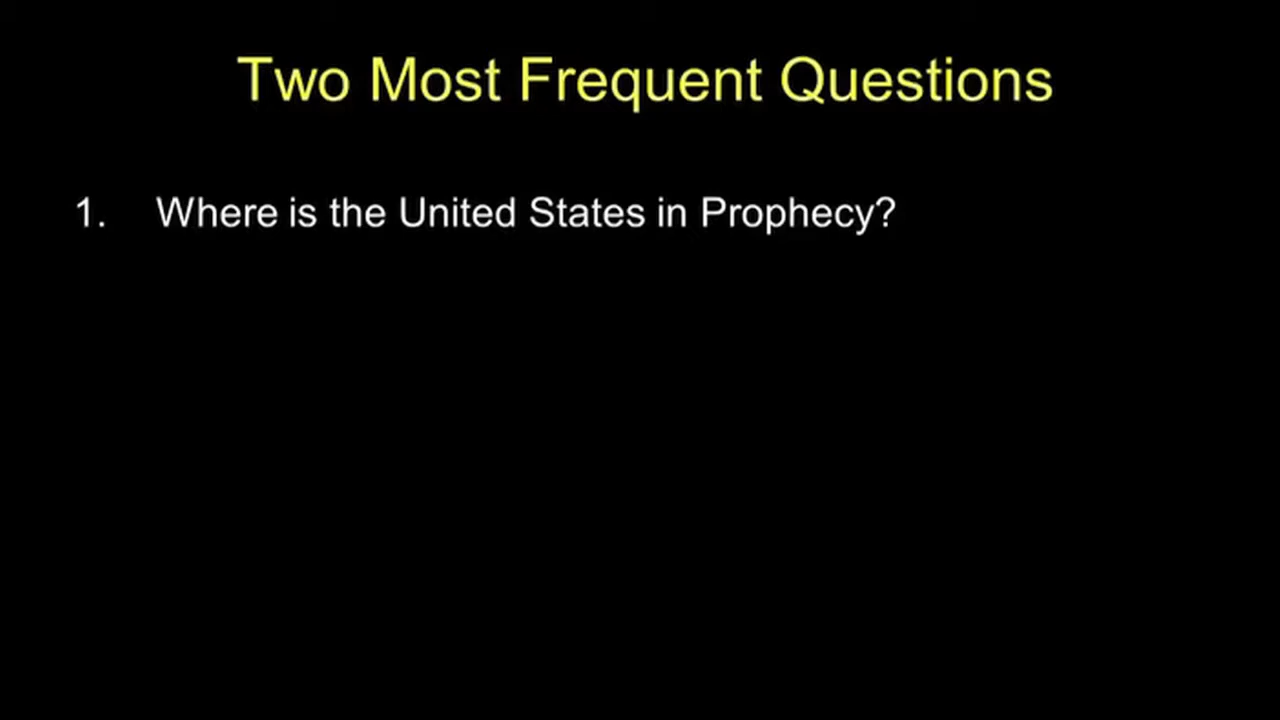 Two Most Frequent Questions
1. Where is the United States in Prophecy?